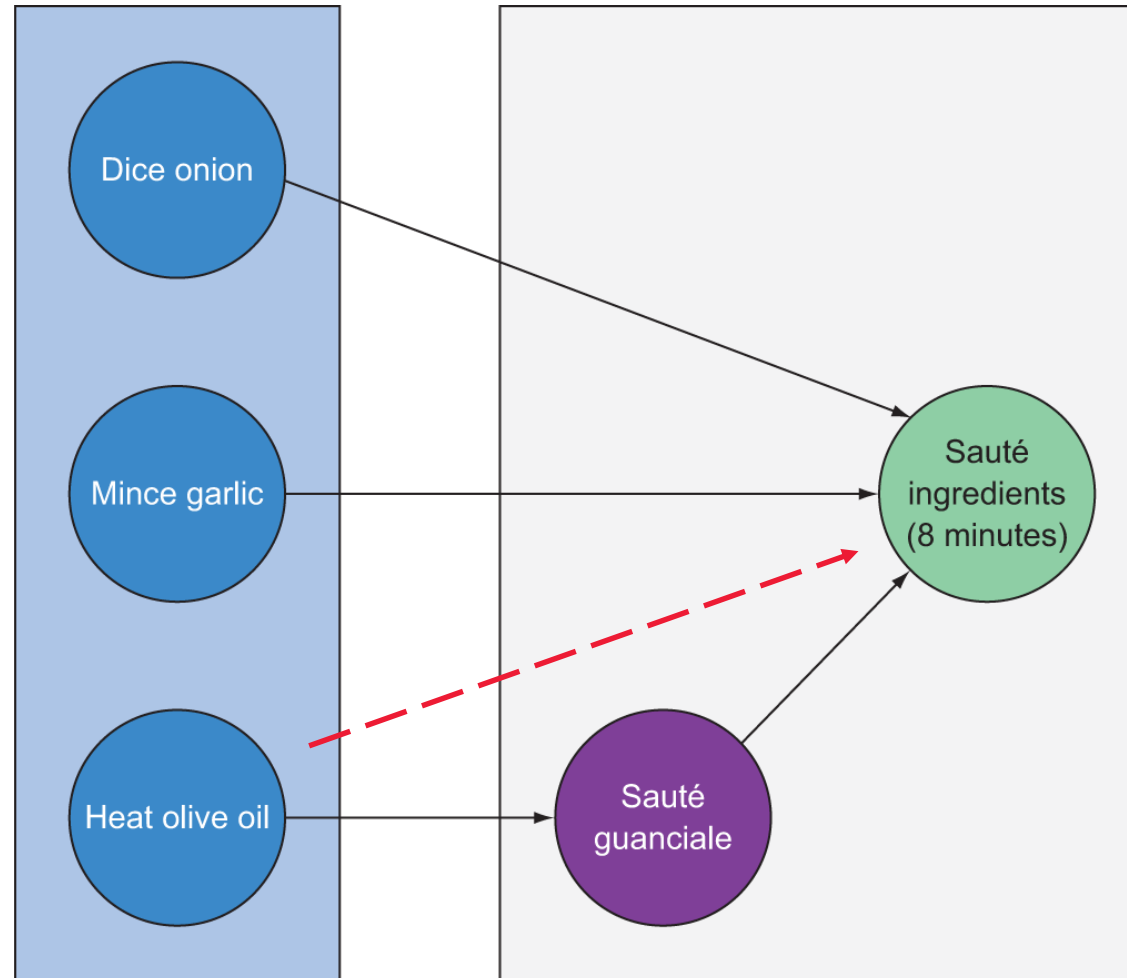 Dice onion
Mince garlic
Sauté
ingredients
(8 minutes)
Heat olive oil
Sauté
guanciale